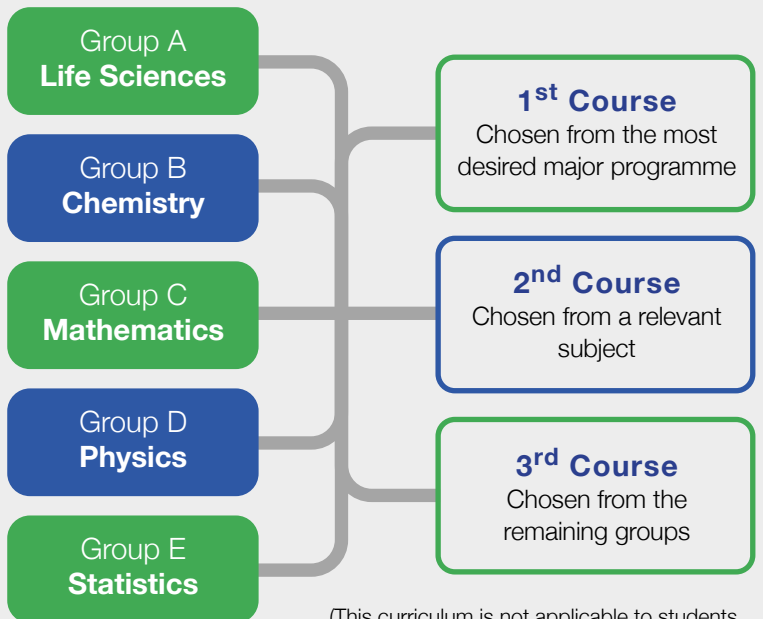 Group A
Life Sciences
Group B
Chemistry
Group C
Mathematics
Group D
Physics
Group E
Statistics
1st Course
Chosen from the most
desired major programme
2nd Course
Chosen from a relevant
subject
3rd Course
Chosen from the
remaining groups
(This curriculum is not applicable to students